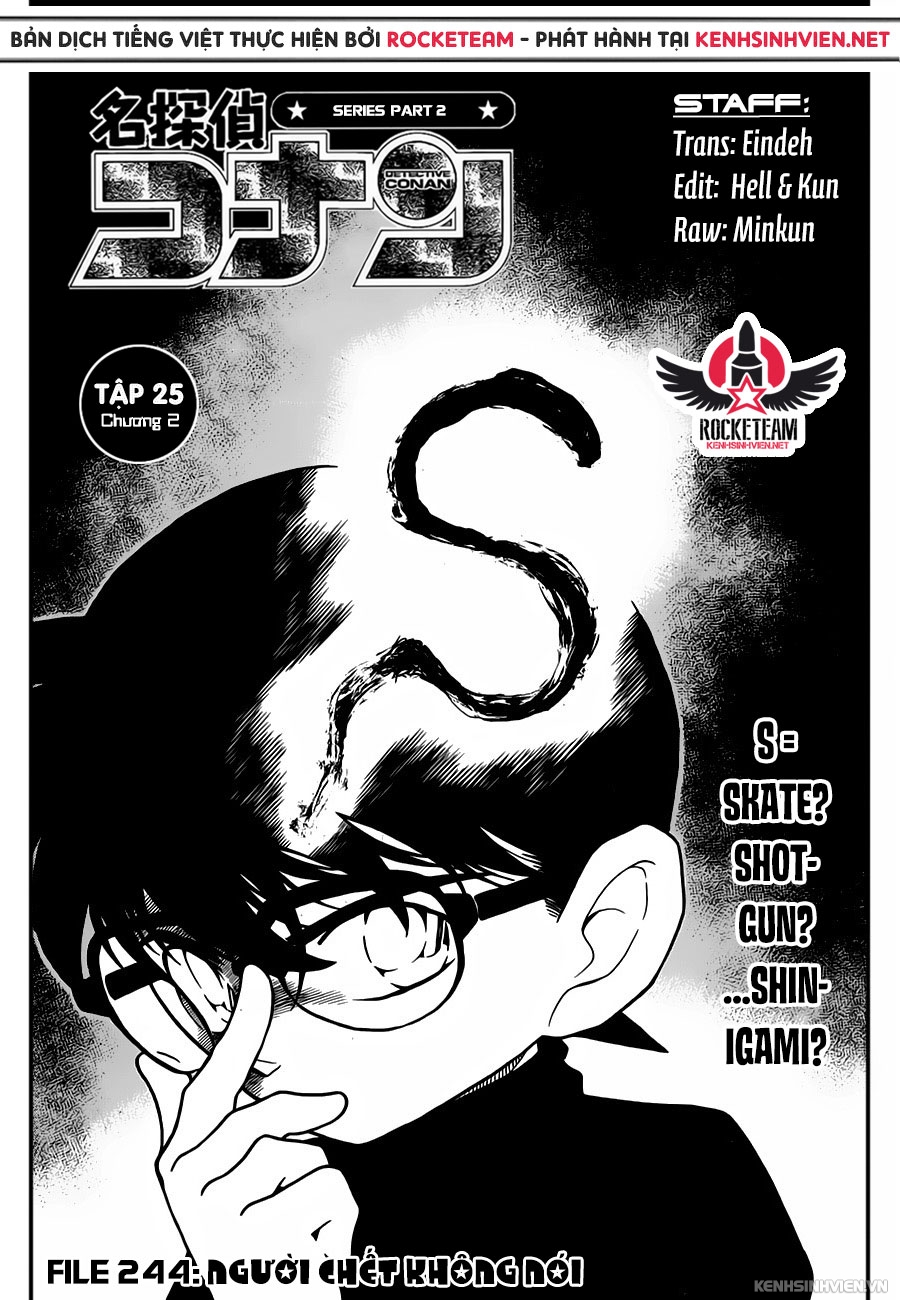 BẢN DỊCH TIẾNG VIỆT THỰC HIỆN BỞI ROCKETEAM - PHÁT HÀNH TẠI KENHSINHVIEN.NET
名探偵
SERIES PART 2
コナン
DETECTIVE
CONAN
STAFF:
Trans: Eindeh
Edit: Hell & Kun
Raw: Minkun
TẬP 25
Chương 2
ROCKETEAM
KENHSINHVIEN.NET
S
S =
SKATE?
SHOT-
GUN?
...SHIN-
IGAMI?
FILE 244: NGƯỜI CHẾT KHÔNG NÓI
KENHSINHVIEN.VN